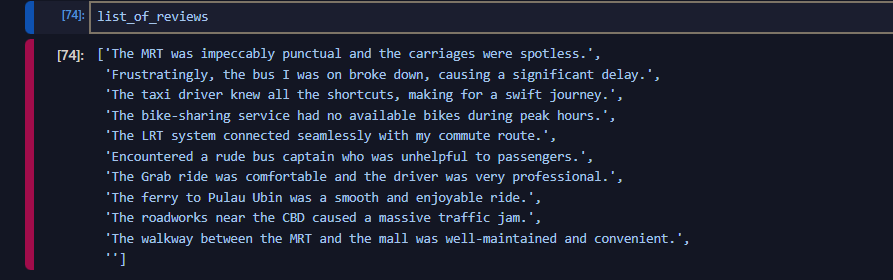 [74]: list_of_reviews
[74]: ['The MRT was impeccably punctual and the carriages were spotless.',
'Frustratingly, the bus I was on broke down, causing a significant delay.',
'The taxi driver knew all the shortcuts, making for a swift journey.',
'The bike-sharing service had no available bikes during peak hours.',
'The LRT system connected seamlessly with my commute route.',
'Encountered a rude bus captain who was unhelpful to passengers.',
'The Grab ride was comfortable and the driver was very professional.',
'The ferry to Pulau Ubin was a smooth and enjoyable ride.',
'The roadworks near the CBD caused a massive traffic jam.',
'The walkway between the MRT and the mall was well-maintained and convenient.',
'']